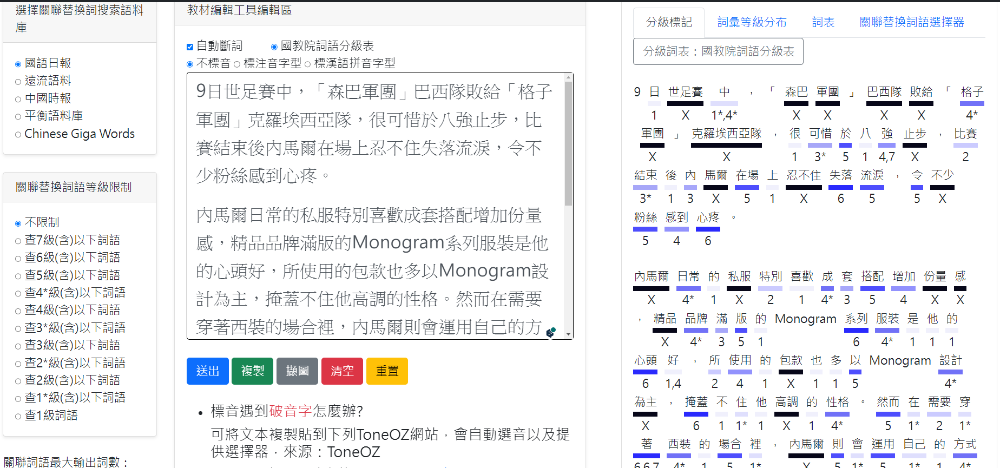 選擇關聯替換詞搜索語料
庫
國語日報
遠流語料
中國時報
平衡語料庫
Chinese Giga Words
關聯替換詞語等級限制
不限制
查7級(含)以下詞語
查6級(含)以下詞語
查5級(含)以下詞語
查4*級(含)以下詞語
查4級(含)以下詞語
查3*級(含)以下詞語
查3級(含)以下詞語
查2*級(含)以下詞語
查2級(含)以下詞語
查1*級(含)以下詞語
查1級詞語
關聯詞語最大輸出詞數：
教材編輯工具編輯區
自動斷詞 國教院詞語分級表
不標音 標注音字型 標漢語拼音字型
9日世足賽中，「森巴軍團」巴西隊敗給「格子
軍團」克羅埃西亞隊，很可惜於八強止步，比
賽結束後內馬爾在場上忍不住失落流淚，令不
少粉絲感到心疼。
內馬爾日常的私服特別喜歡成套搭配增加份量
感，精品品牌滿版的Monogram系列服裝是他
的心頭好，所使用的包款也多以Monogram設
計為主，掩蓋不住他高調的性格。然而在需要
穿著西裝的場合裡，內馬爾則會運用自己的方
送出 複製 擷圖 清空 重置
標音遇到破音字怎麼辦?
可將文本複製貼到下列ToneOZ網站，會自動選音以及提
供選擇器，來源：ToneOZ
分級標記 詞彙等級分布 詞表 關聯替換詞語選擇器
分級詞表：國教院詞語分級表
9 日 世足賽 中 ，「 森巴 軍團 」 巴西隊 敗給 「 格子
1 X 1*,4* X X X X 4*
軍團 」 克羅埃西亞隊 ， 很 可惜 於 八 強 止步 ， 比賽
X X 1 3* 5 1 4,7 X 2
結束 後 內 馬爾 在場 上 忍不住 失落 流淚 ， 令 不少
3* 1 3 X 5 1 X 6 5 5 X
粉絲 感到 心疼 。
5 4 6
內馬爾 日常 的 私服 特別 喜歡 成 套 搭配 增加 份量 感
X 4* 1 X 2 1 4* 3 5 4 X X
， 精品 品牌 滿 版 的 Monogram 系列 服裝 是 他 的
X 4* 3 5 1 6 4* 1 1 1
心頭 好 ， 所 使用 的 包款 也 多 以 Monogram 設計
6 1,4 2 4 1 X 1 1 5 4*
為主 ， 掩蓋 不 住 他 高調 的 性格 。 然而 在 需要 穿
X 6 1 1* 1 X 1 4* 5 1* 2 1*
著 西裝 的 場合 裡 ， 內馬爾 則 會 運用 自己 的 方式
6,6,7 4* 1 5 1* X 5 1* 5 1* 1 4*